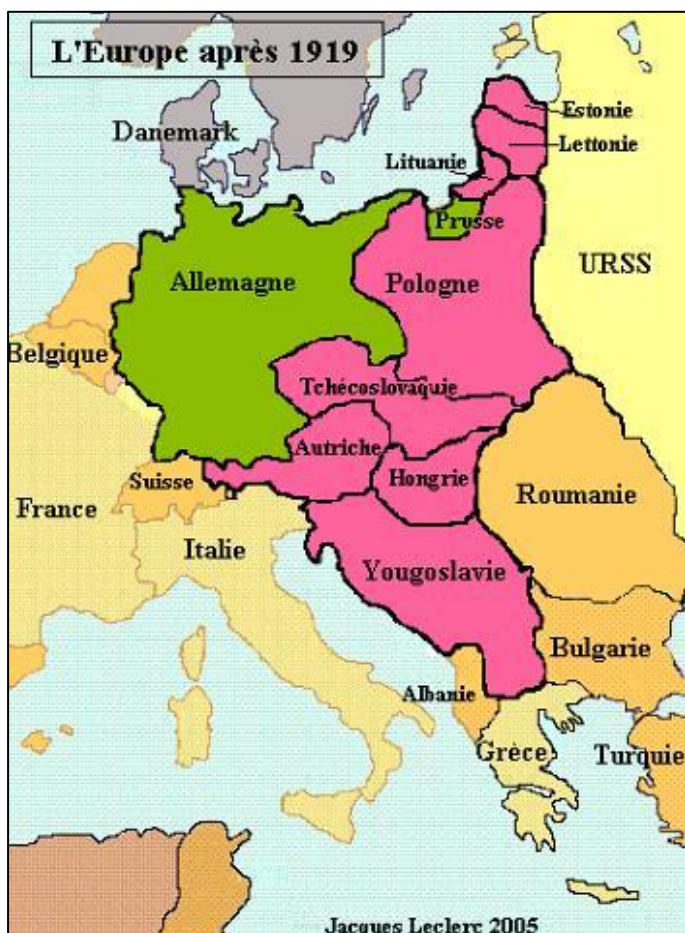 L'Europe après 1919
Estonie
Danemark
Lettonie
Lituanie
Prusse
URSS
Allemagne
Pologne
Belgique
Tchécoslovaquie
Autriche
Suisse
Hongrie
Roumanie
France
Italie
Yougoslavie
Bulgarie
Albanie
Grèce
Turquie
Jacques Leclerc 2005